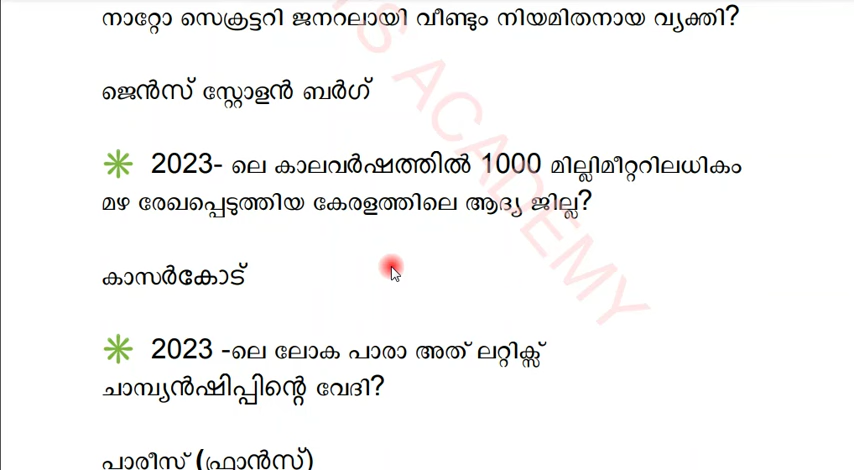 നാറ്റോ സെക്രട്ടറി ജനറലായി വീണ്ടും നിയമിതനായ വ്യക്തി?
ജെൻസ് സ്റ്റോളൻ ബർഗ്
✳ 2023- ലെ കാലവർഷത്തിൽ 1000 മില്ലിമീറ്ററിലധികം
മഴ രേഖപ്പെടുത്തിയ കേരളത്തിലെ ആദ്യ ജില്ല?
കാസർകോട്
✳ 2023 -ലെ ലോക പാരാ അത് ലറ്റിക്സ്
ചാമ്പ്യൻഷിപ്പിന്റെ വേദി?
പാരീസ് (ഫ്രാൻസ്)
ACADEMY